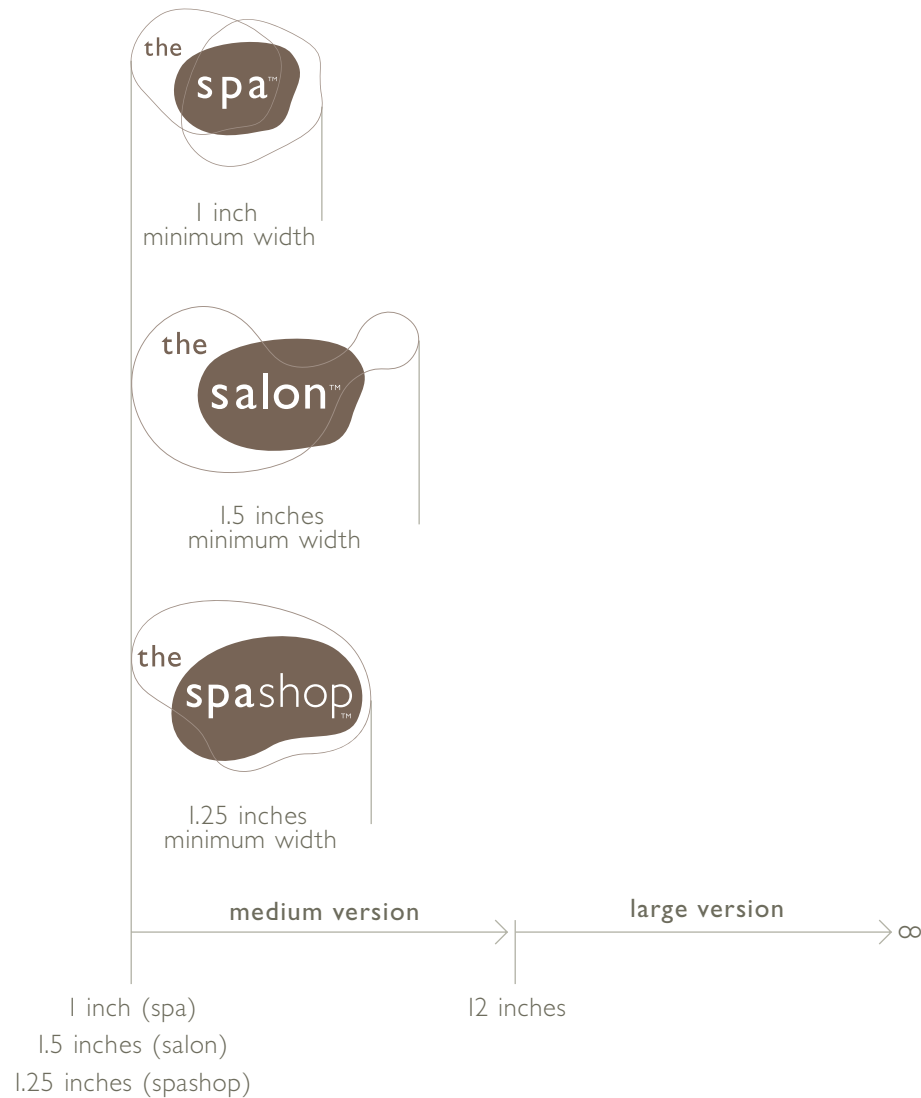 the
spa™
1 inch
minimum width
the
salon™
1.5 inches
minimum width
the
spashop™
1.25 inches
minimum width
medium version
large version
∞
1 inch (spa)
12 inches
1.5 inches (salon)
1.25 inches (spashop)